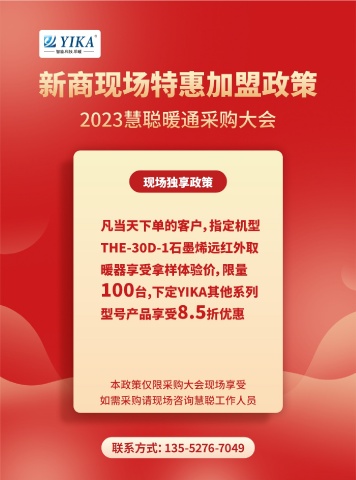 YIKA
新商现场特惠加盟政策
2023慧聪暖通采购大会
现场独享政策
凡当天下单的客户,指定机型
THE-30D-1石墨烯远红外取
暖器享受拿样体验价,限量
100台,下定YIKA其他系列
型号产品享受8.5折优惠
本政策仅限采购大会现场享受
如需采购请现场咨询慧聪工作人员
联系方式: 135-5276-7049